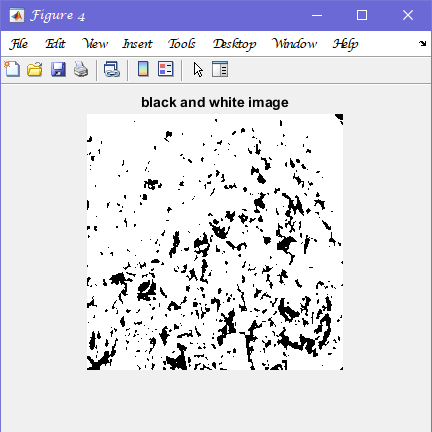 Figure 4
File Edit View Insert Tools Desktop Window Help
black and white image